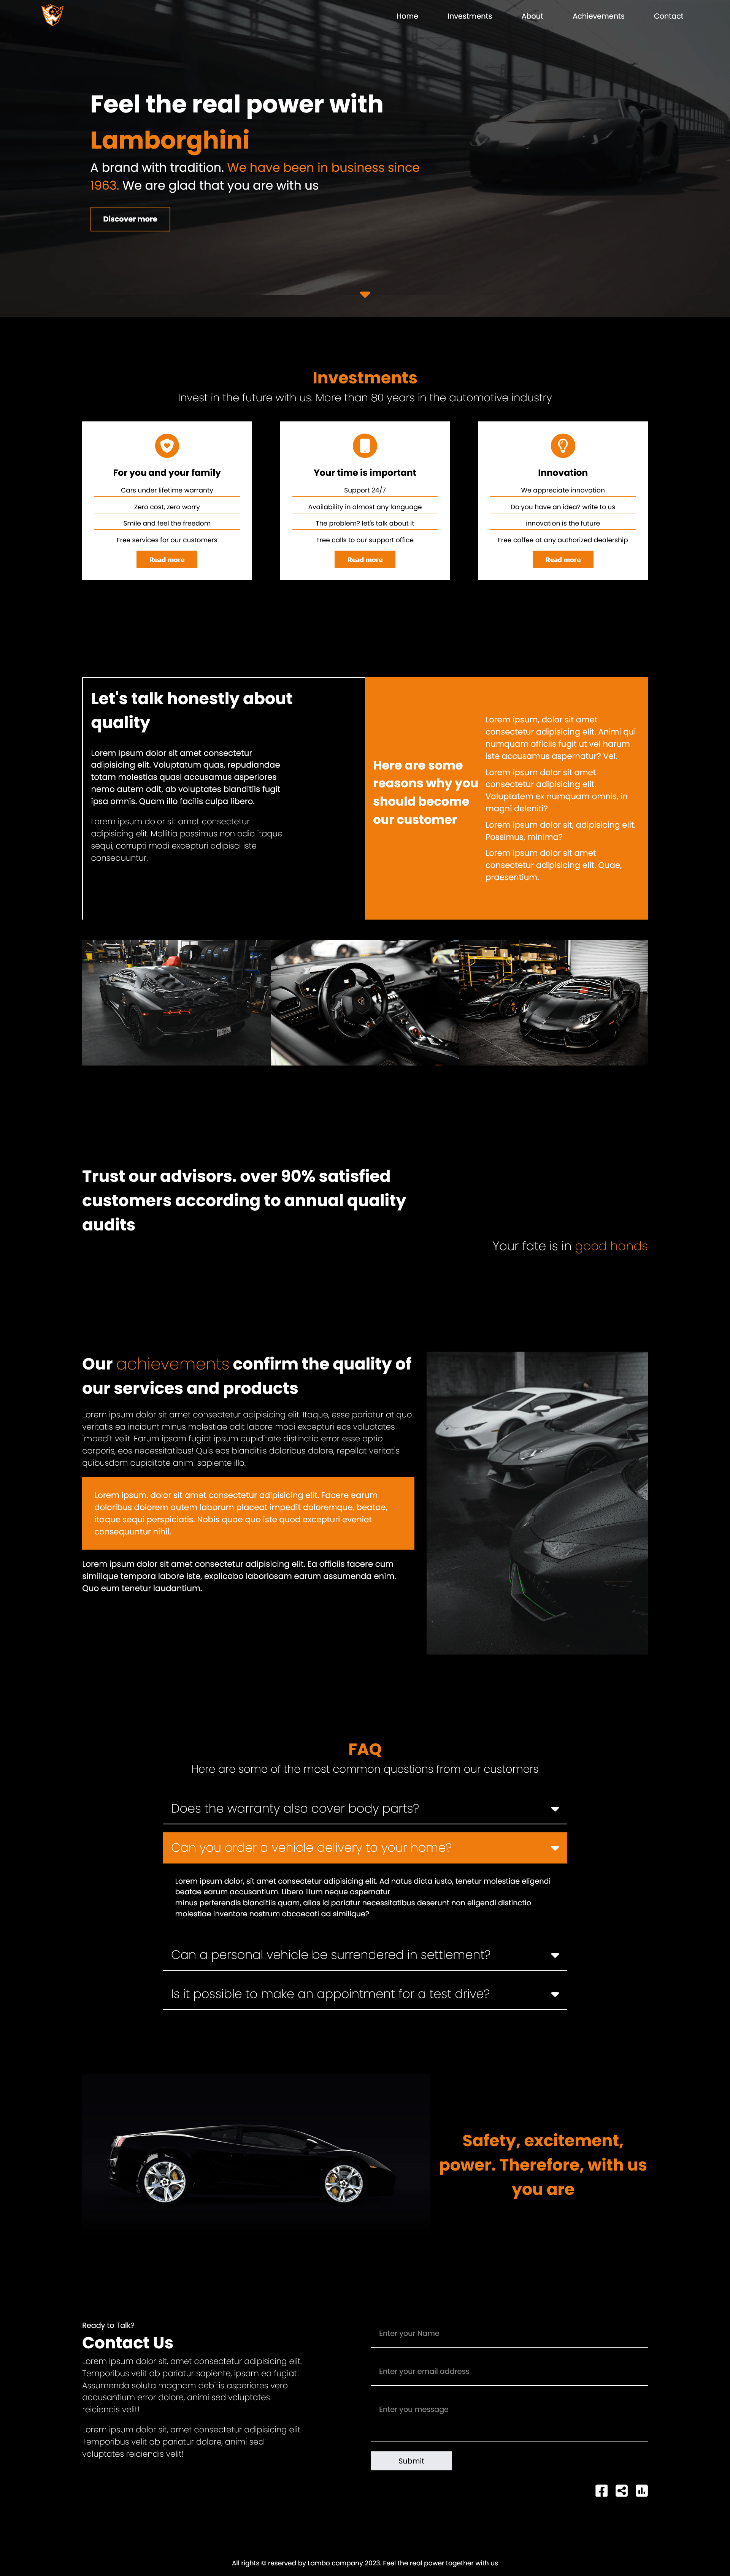 Home Investments About Achievements Contact
Feel the real power with
Lamborghini
A brand with tradition. We have been in business since
1963. We are glad that you are with us
Discover more
Investments
Invest in the future with us. More than 80 years in the automotive industry
For you and your family
Cars under lifetime warranty
Zero cost, zero worry
Smile and feel the freedom
Free services for our customers
Read more
Your time is important
Support 24/7
Availability in almost any language
The problem? let's talk about it
Free calls to our support office
Read more
Innovation
We appreciate innovation
Do you have an idea? write to us
innovation is the future
Free coffee at any authorized dealership
Read more
Let's talk honestly about
quality
Lorem ipsum dolor sit amet consectetur
adipisicing elit. Voluptatum quas, repudiandae
totam molestias quasi accusamus asperiores
nemo autem odit, ab voluptates blanditiis fugit
ipsa omnis. Quam illo facilis culpa libero.
Lorem ipsum dolor sit amet consectetur
adipisicing elit. Mollitia possimus non odio itaque
sequi, corrupti modi excepturi adipisci iste
consequuntur.
Here are some
reasons why you
should become
our customer
Lorem ipsum, dolor sit amet
consectetur adipisicing elit. Animi qui
numquam officiis fugit ut vel harum
iste accusamus aspernatur? Vel.
Lorem ipsum dolor sit amet
consectetur adipisicing elit.
Voluptatem ex numquam omnis, in
magni deleniti?
Lorem ipsum dolor sit, adipisicing elit.
Possimus, minima?
Lorem ipsum dolor sit amet
consectetur adipisicing elit. Quae,
praesentium.
Trust our advisors. over 90% satisfied
customers according to annual quality
audits
Your fate is in good hands
Our achievements confirm the quality of
our services and products
Lorem ipsum dolor sit amet consectetur adipisicing elit. Itaque, esse pariatur at quo
veritatis ea incidunt minus molestiae odit labore modi excepturi eos voluptates
impedit velit. Earum ipsam fugiat ipsum cupiditate distinctio error esse optio
corporis, eos necessitatibus! Quis eos blanditiis doloribus dolore, repellat veritatis
quibusdam cupiditate animi sapiente illo.
Lorem ipsum, dolor sit amet consectetur adipisicing elit. Facere earum
doloribus dolorem autem laborum placeat impedit doloremque, beatae,
itaque sequi perspiciatis. Nobis quae quo iste quod excepturi eveniet
consequuntur nihil.
Lorem ipsum dolor sit amet consectetur adipisicing elit. Ea officiis facere cum
similique tempora labore iste, explicabo laboriosam earum assumenda enim.
Quo eum tenetur laudantium.
FAQ
Here are some of the most common questions from our customers
Does the warranty also cover body parts?
Can you order a vehicle delivery to your home?
Lorem ipsum dolor, sit amet consectetur adipisicing elit. Ad natus dicta iusto, tenetur molestiae eligendi
beatae earum accusantium. Libero illum neque aspernatur
minus perferendis blanditiis quam, alias id pariatur necessitatibus deserunt non eligendi distinctio
molestiae inventore nostrum obcaecati ad similique?
Can a personal vehicle be surrendered in settlement?
Is it possible to make an appointment for a test drive?
Safety, excitement,
power. Therefore, with us
you are
Ready to Talk?
Contact Us
Lorem ipsum dolor sit, amet consectetur adipisicing elit.
Temporibus velit ab pariatur sapiente, ipsam ea fugiat!
Assumenda soluta magnam debitis asperiores vero
accusantium error dolore, animi sed voluptates
reiciendis velit!
Lorem ipsum dolor sit, amet consectetur adipisicing elit.
Temporibus velit ab pariatur dolore, animi sed
voluptates reiciendis velit!
Enter your Name
Enter your email address
Enter you message
Submit
All rights © reserved by Lambo company 2023. Feel the real power together with us